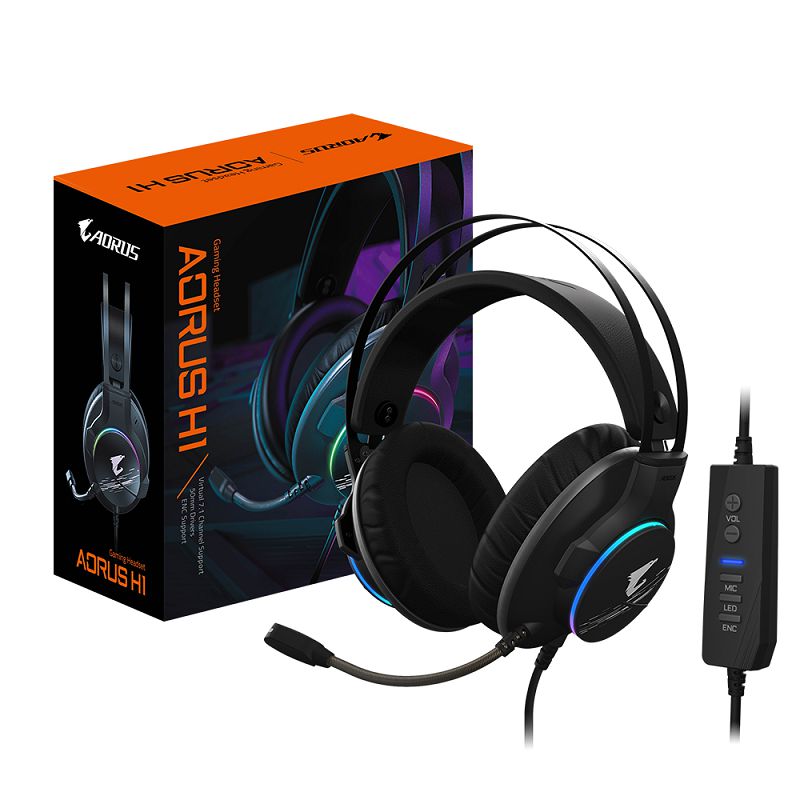 AORUS
Gaming Headset
AORUS H1
AORUS
Gaming Headset
AORUS H1
Virtual 7.1 Channel Support
50mm Drivers
ENC Support
Gaming Headset
AORUS H1
AORUS
VOL
MIC
LED
ENC